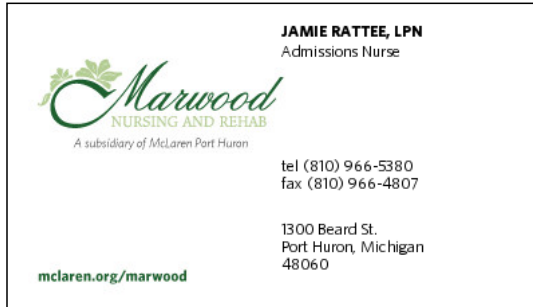 JAMIE RATTEE, LPN
Admissions Nurse
Marwood
NURSING AND REHAB
A subsidiary of McLaren Port Huron
tel (810) 966-5380
fax (810) 966-4807
1300 Beard St.
Port Huron, Michigan
48060
mclaren.org/marwood